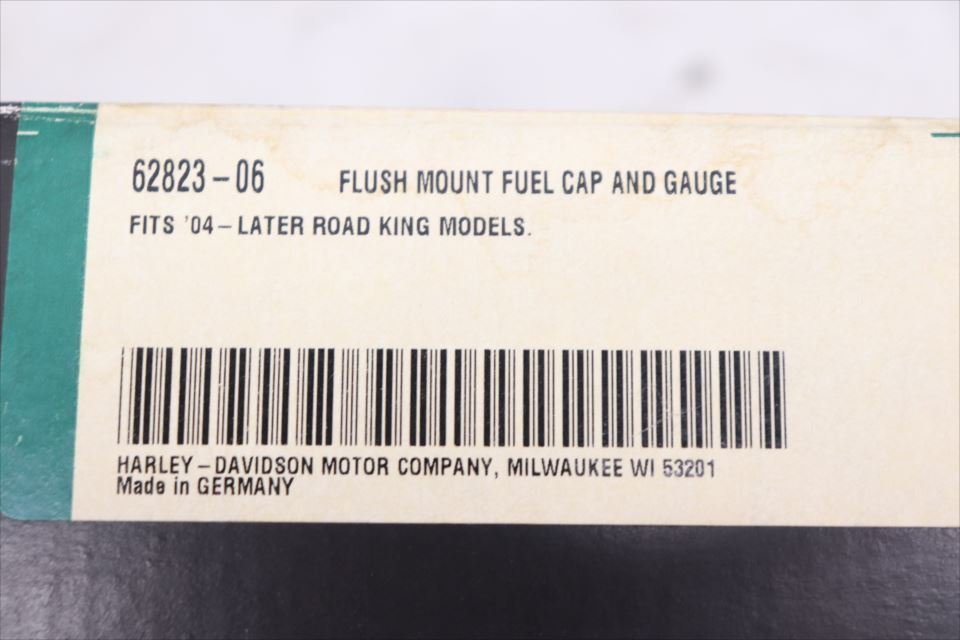 62823-06 FLUSH MOUNT FUEL CAP AND GAUGE
FITS '04-LATER ROAD KING MODELS.
HARLEY-DAVIDSON MOTOR COMPANY, MILWAUKEE WI 53201
Made in GERMANY